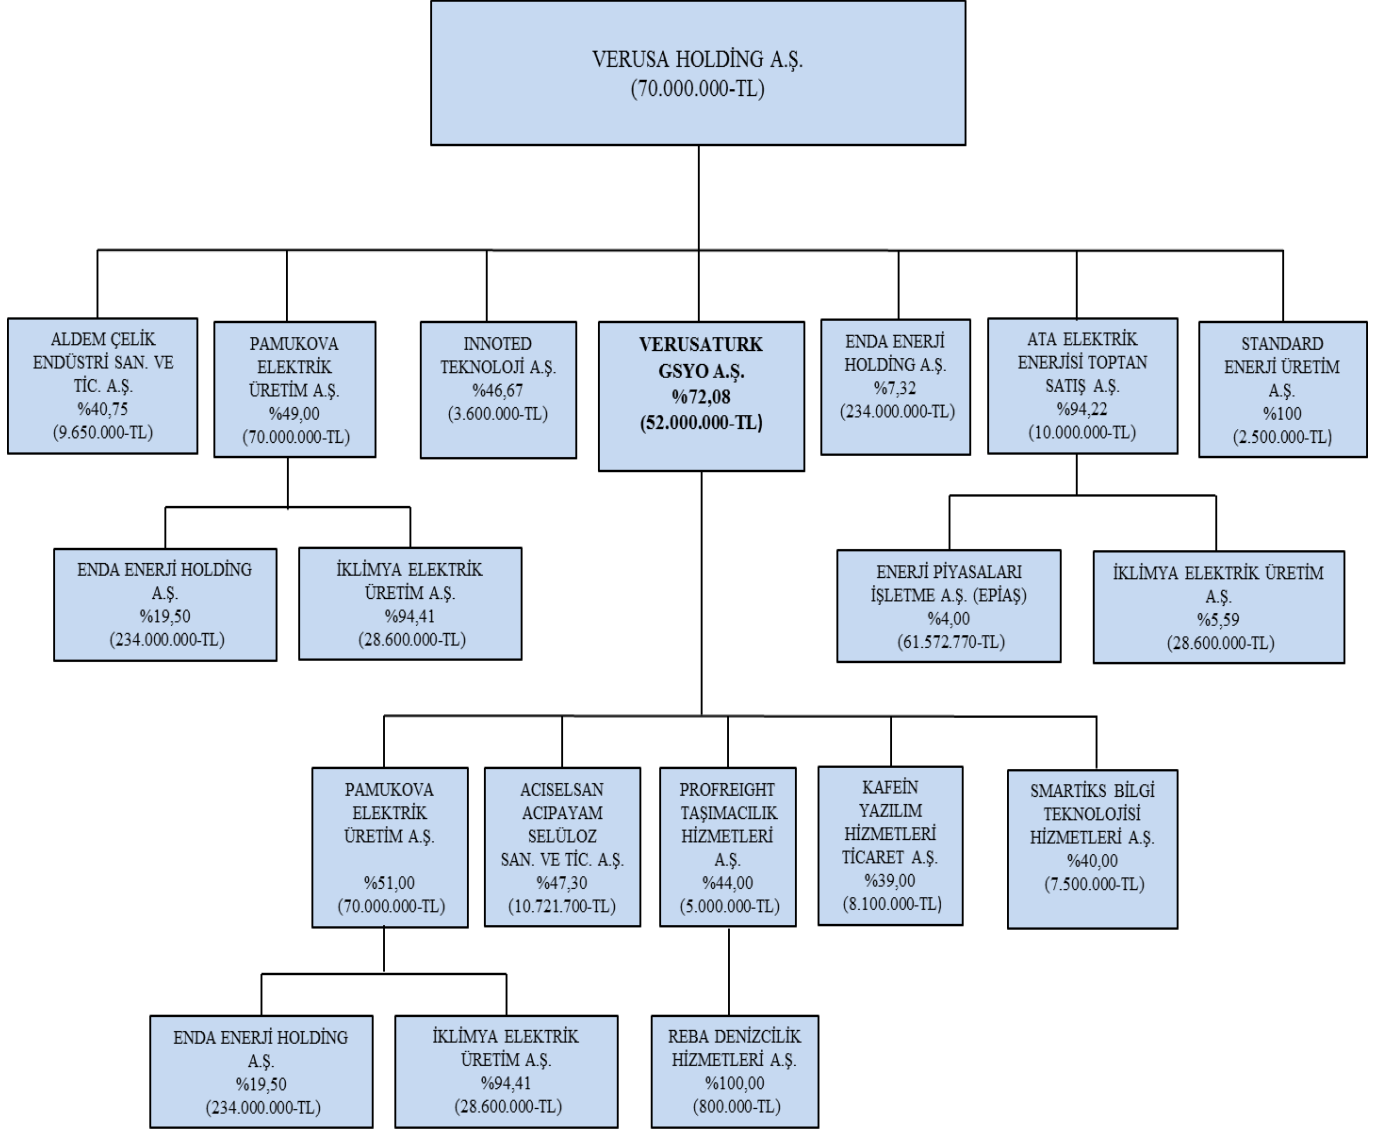 VERUSA HOLDİNG A.Ş.
(70.000.000-TL)
ALDEM ÇELİK
ENDÜSTRİ SAN. VE
TİC. A.Ş.
%40,75
(9.650.000-TL)
PAMUKOVA
ELEKTRİK
ÜRETİM A.Ş.
%49,00
(70.000.000-TL)
INNOTED
TEKNOLOJİ A.Ş.
%46,67
(3.600.000-TL)
VERUSATURK
GSYO A.Ş.
%72,08
(52.000.000-TL)
ENDA ENERJİ
HOLDİNG A.Ş.
%7,32
(234.000.000-TL)
ATA ELEKTRİK
ENERJİSİ TOPTAN
SATIŞ A.Ş.
%94,22
(10.000.000-TL)
STANDARD
ENERJİ ÜRETİM
A.Ş.
%100
(2.500.000-TL)
ENDA ENERJİ HOLDİNG
A.Ş.
%19,50
(234.000.000-TL)
İKLİMYA ELEKTRİK
ÜRETİM A.Ş.
%94,41
(28.600.000-TL)
ENERJİ PİYASALARI
İŞLETME A.Ş. (EPİAŞ)
%4,00
(61.572.770-TL)
İKLİMYA ELEKTRİK ÜRETİM
A.Ş.
%5,59
(28.600.000-TL)
PAMUKOVA
ELEKTRİK
ÜRETİM A.Ş.
%51,00
(70.000.000-TL)
ACISELSAN
ACIPAYAM
SELÜLOZ
SAN. VE TİC. A.Ş.
%47,30
(10.721.700-TL)
PROFREIGHT
TAŞIMACILIK
HİZMETLERİ
A.Ş.
%44,00
(5.000.000-TL)
KAFEİN
YAZILIM
HİZMETLERİ
TİCARET A.Ş.
%39,00
(8.100.000-TL)
SMARTİKS BİLGİ
TEKNOLOJİSİ
HİZMETLERİ A.Ş.
%40,00
(7.500.000-TL)
ENDA ENERJİ HOLDİNG
A.Ş.
%19,50
(234.000.000-TL)
İKLİMYA ELEKTRİK
ÜRETİM A.Ş.
%94,41
(28.600.000-TL)
REBA DENİZCİLİK
HİZMETLERİ A.Ş.
%100,00
(800.000-TL)